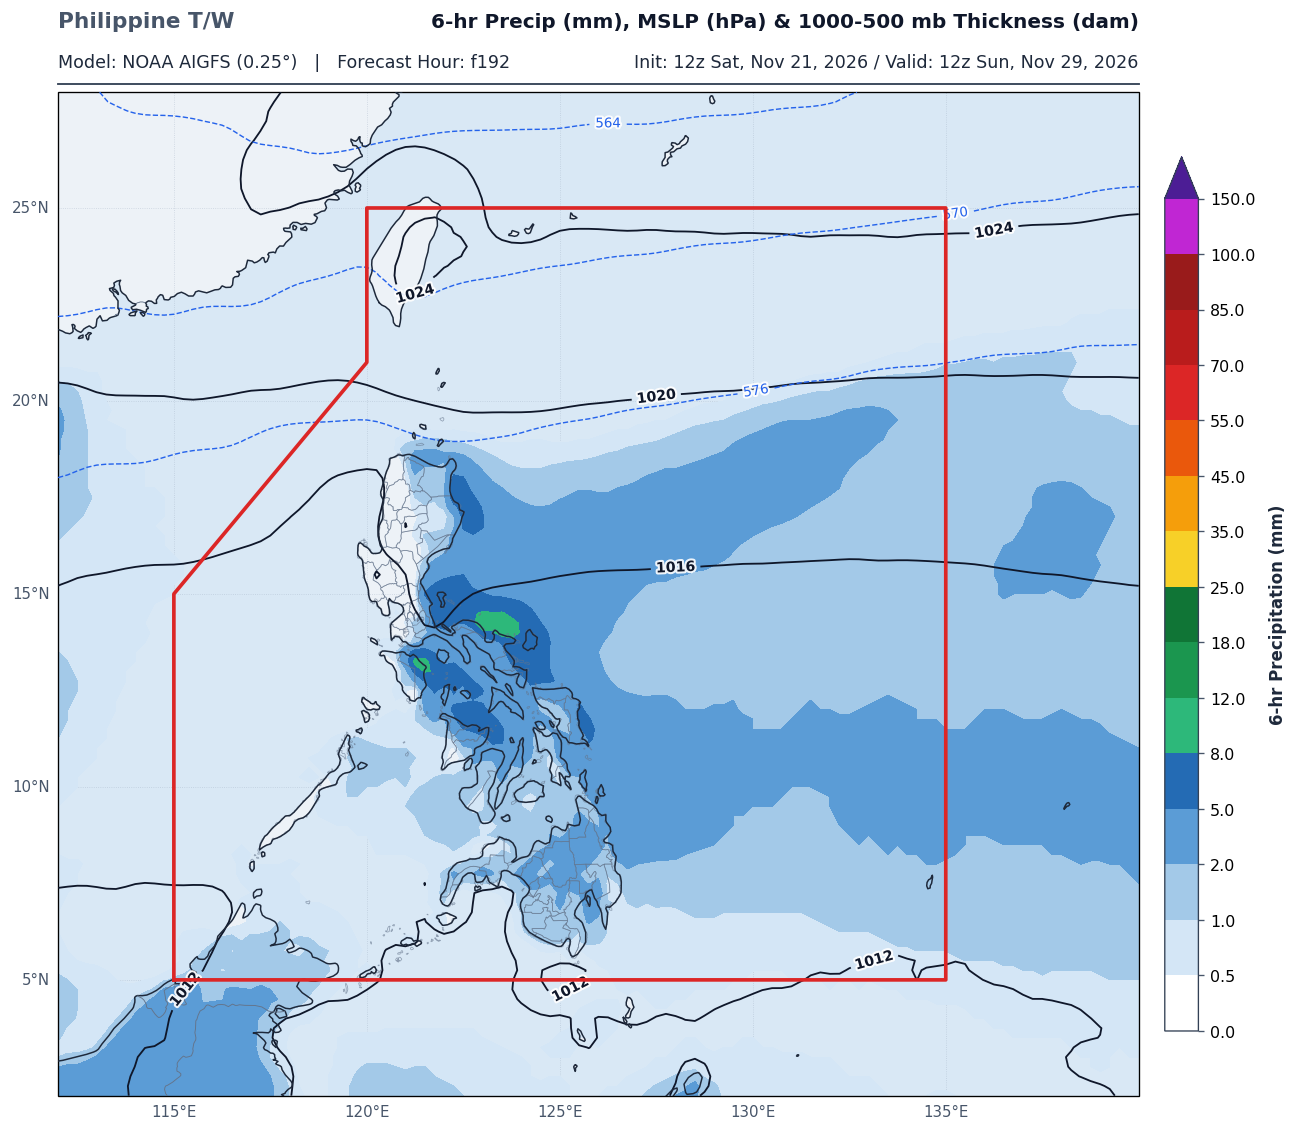 Philippine T/W
6-hr Precip (mm), MSLP (hPa) & 1000-500 mb Thickness (dam)
Model: NOAA AIGFS (0.25°) | Forecast Hour: f192
Init: 12z Sat, Nov 21, 2026 / Valid: 12z Sun, Nov 29, 2026
564
570
1024
1024
1020
576
1016
1012
1012
1012
25°N
20°N
15°N
10°N
5°N
115°E
120°E
125°E
130°E
135°E
150.0
100.0
85.0
70.0
55.0
45.0
35.0
25.0
18.0
12.0
8.0
5.0
2.0
1.0
0.5
0.0
6-hr Precipitation (mm)